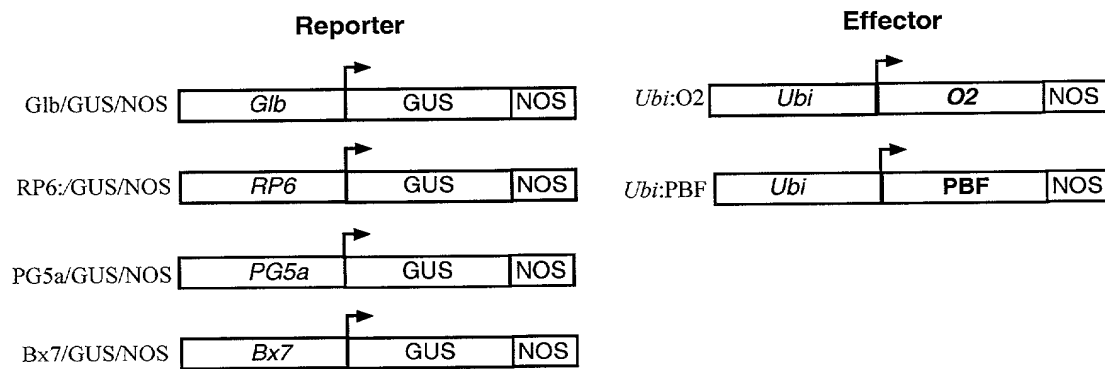 Reporter
Glb/GUS/NOS Glb GUS NOS
RP6:/GUS/NOS RP6 GUS NOS
PG5a/GUS/NOS PG5a GUS NOS
Bx7/GUS/NOS Bx7 GUS NOS
Effector
Ubi:O2 Ubi O2 NOS
Ubi:PBF Ubi PBF NOS